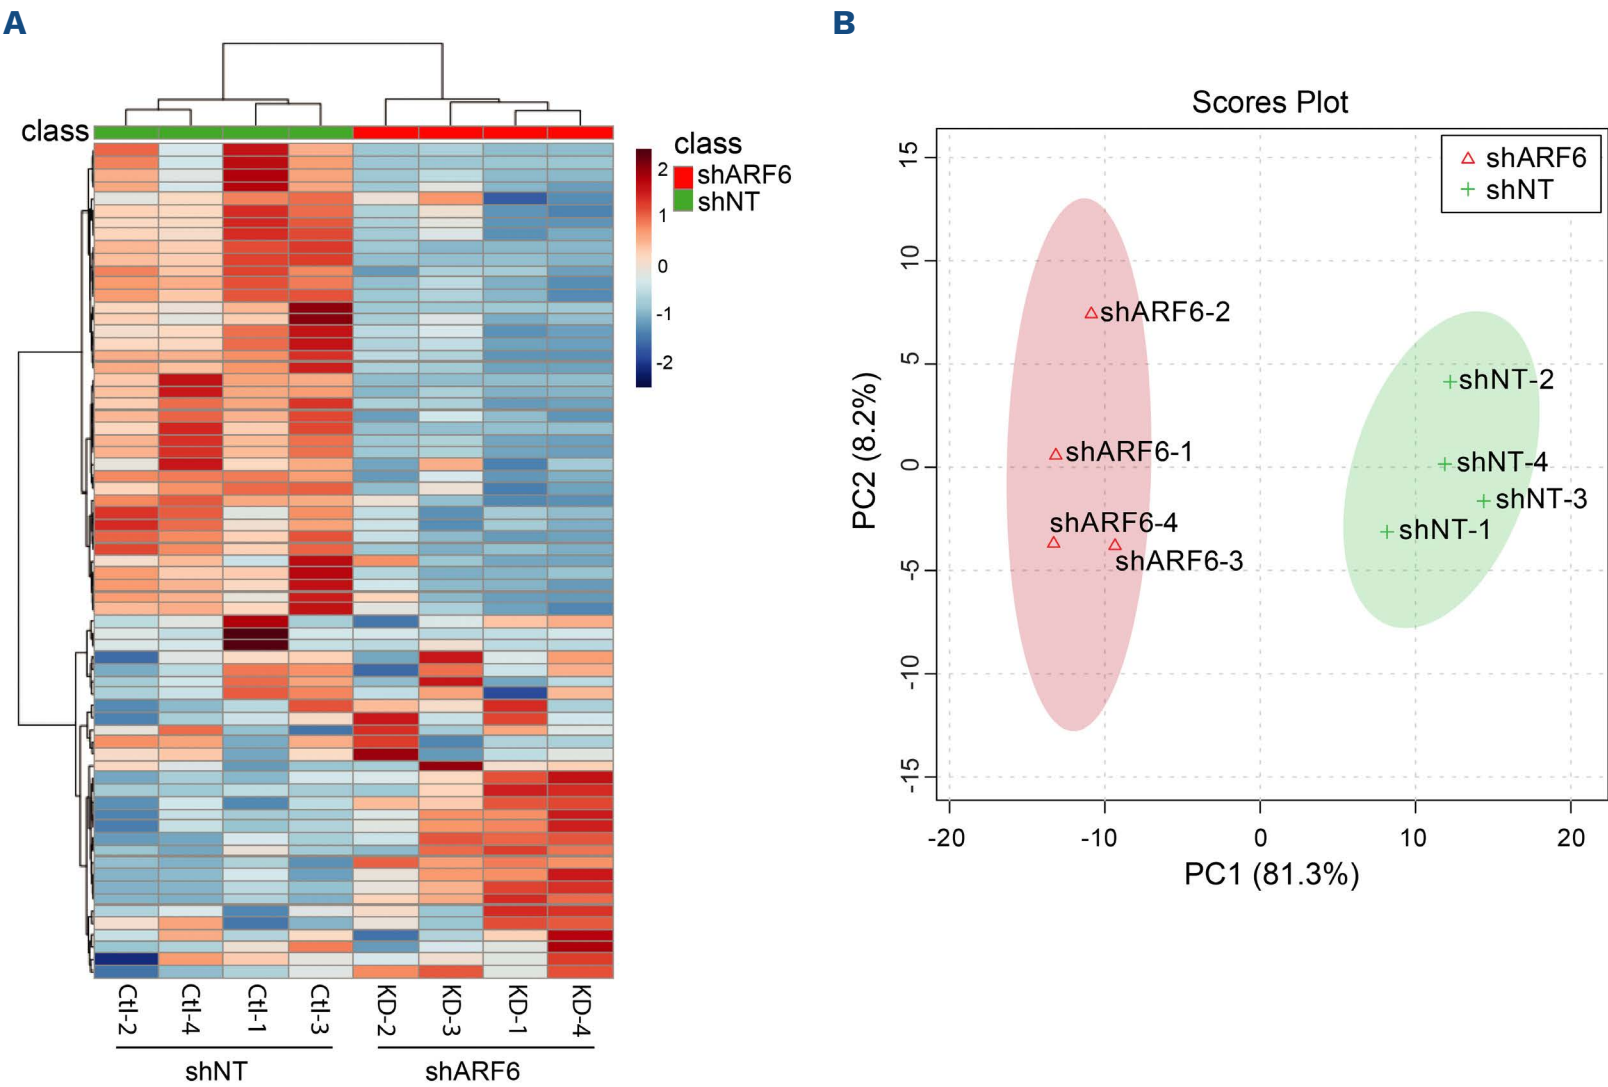 A
class
class
shARF6
shNT
2
1
0
-1
-2
Ctl-2
Ctl-4
Ctl-1
Ctl-3
KD-2
KD-3
KD-1
KD-4
shNT
shARF6
B
Scores Plot
shARF6
shNT
15
10
5
0
-5
-10
-15
PC2 (8.2%)
shARF6-2
shARF6-1
shARF6-4
shARF6-3
shNT-2
shNT-4
shNT-3
shNT-1
-20
-10
0
10
20
PC1 (81.3%)